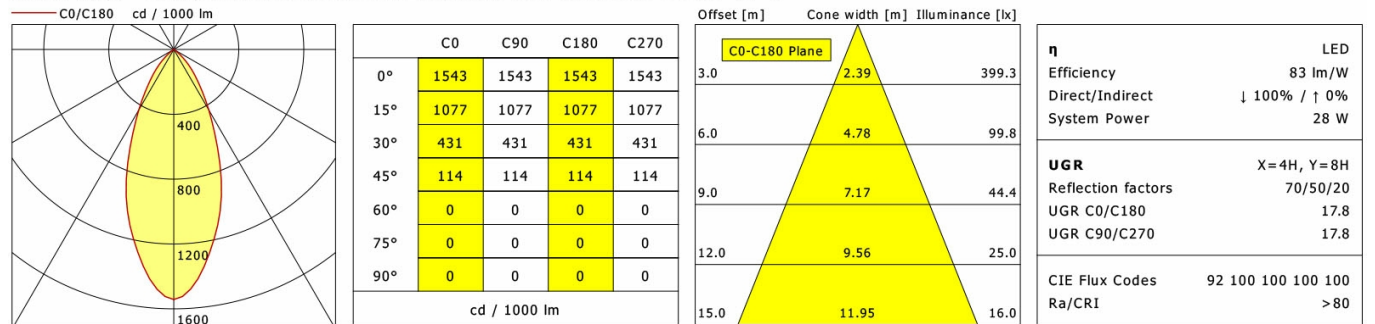 C0/C180 cd / 1000 lm
400
800
1200
1600
C0 C90 C180 C270
0° 1543 1543 1543 1543
15° 1077 1077 1077 1077
30° 431 431 431 431
45° 114 114 114 114
60° 0 0 0 0
75° 0 0 0 0
90° 0 0 0 0
cd / 1000 lm
Offset [m] Cone width [m] Illuminance [lx]
C0-C180 Plane
3.0 2.39 399.3
6.0 4.78 99.8
9.0 7.17 44.4
12.0 9.56 25.0
15.0 11.95 16.0
η LED
Efficiency 83 lm/W
Direct/Indirect ↓ 100% / ↑ 0%
System Power 28 W
UGR X=4H, Y=8H
Reflection factors 70/50/20
UGR C0/C180 17.8
UGR C90/C270 17.8
CIE Flux Codes 92 100 100 100 100
Ra/CRI >80